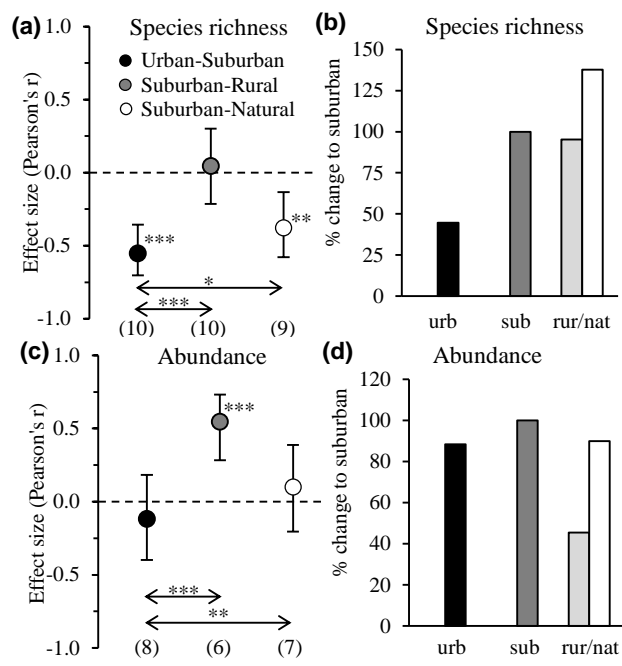 (a)
Species richness
1.0
0.5
0.0
-0.5
-1.0
Effect size (Pearson's r)
Urban-Suburban
Suburban-Rural
Suburban-Natural
***
**
*
***
(10)
(10)
(9)
(b)
Species richness
150
125
100
75
50
25
0
% change to suburban
urb
sub
rur/nat
(c)
Abundance
1.0
0.5
0.0
-0.5
-1.0
Effect size (Pearson's r)
***
***
**
(8)
(6)
(7)
(d)
Abundance
120
100
80
60
40
20
0
% change to suburban
urb
sub
rur/nat